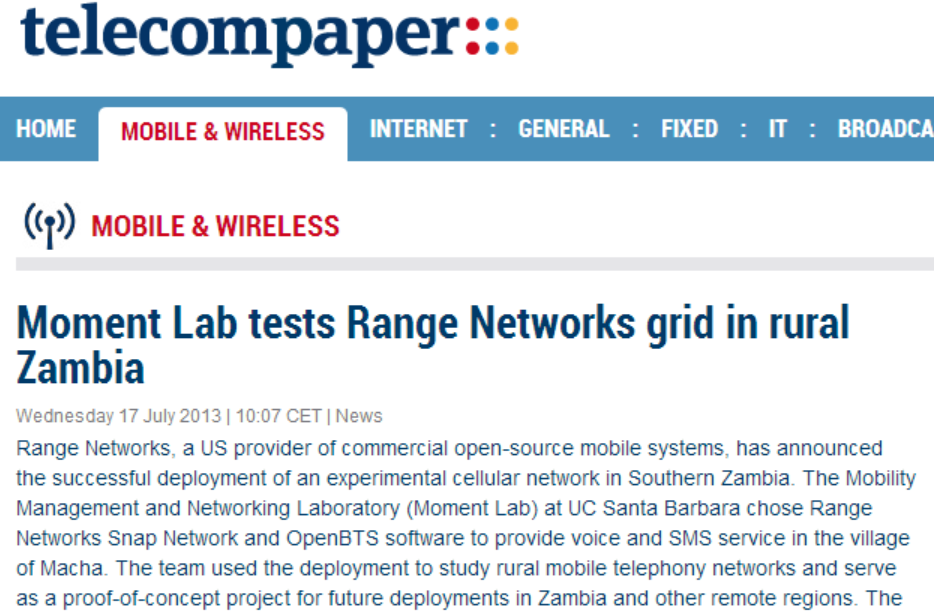 telecompaper
HOME MOBILE & WIRELESS INTERNET : GENERAL : FIXED : IT : BROADCA
MOBILE & WIRELESS
Moment Lab tests Range Networks grid in rural
Zambia
Wednesday 17 July 2013 | 10:07 CET | News
Range Networks, a US provider of commercial open-source mobile systems, has announced
the successful deployment of an experimental cellular network in Southern Zambia. The Mobility
Management and Networking Laboratory (Moment Lab) at UC Santa Barbara chose Range
Networks Snap Network and OpenBTS software to provide voice and SMS service in the village
of Macha. The team used the deployment to study rural mobile telephony networks and serve
as a proof-of-concept project for future deployments in Zambia and other remote regions. The